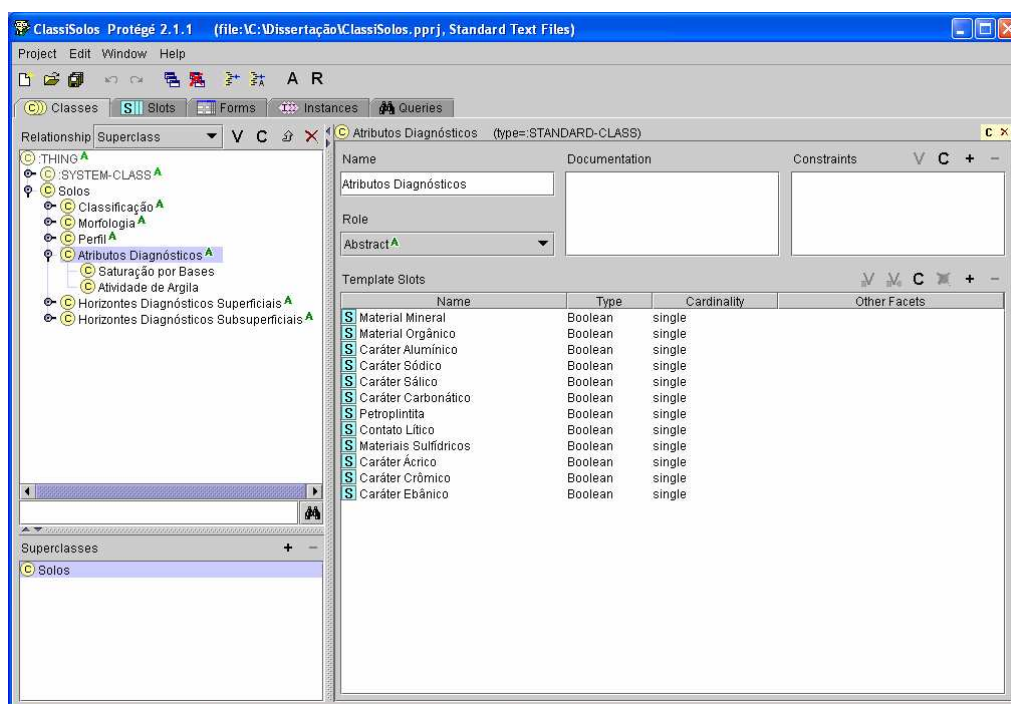 ClassiSolos Protégé 2.1.1 (file:\C:\Dissertação\ClassiSolos.pprj, Standard Text Files)
Project Edit Window Help
A R
C Classes S Slots Forms Instances Queries
Relationship Superclass V C
C Atributos Diagnósticos (type=:STANDARD-CLASS) C
C :THING A
C :SYSTEM-CLASS A
C Solos
C Classificação A
C Morfologia A
C Perfil A
C Atributos Diagnósticos A
C Saturação por Bases
C Atividade de Argila
C Horizontes Diagnósticos Superficiais A
C Horizontes Diagnósticos Subsuperficiais A
Superclasses + -
C Solos
Name Documentation Constraints V C + -
Atributos Diagnósticos
Role
Abstract A
Template Slots V V C + -
Name Type Cardinality Other Facets
S Material Mineral Boolean single
S Material Orgânico Boolean single
S Caráter Alumínico Boolean single
S Caráter Sódico Boolean single
S Caráter Sálico Boolean single
S Caráter Carbonático Boolean single
S Petroplintita Boolean single
S Contato Lítico Boolean single
S Materiais Sulfídricos Boolean single
S Caráter Ácrico Boolean single
S Caráter Crômico Boolean single
S Caráter Ebânico Boolean single